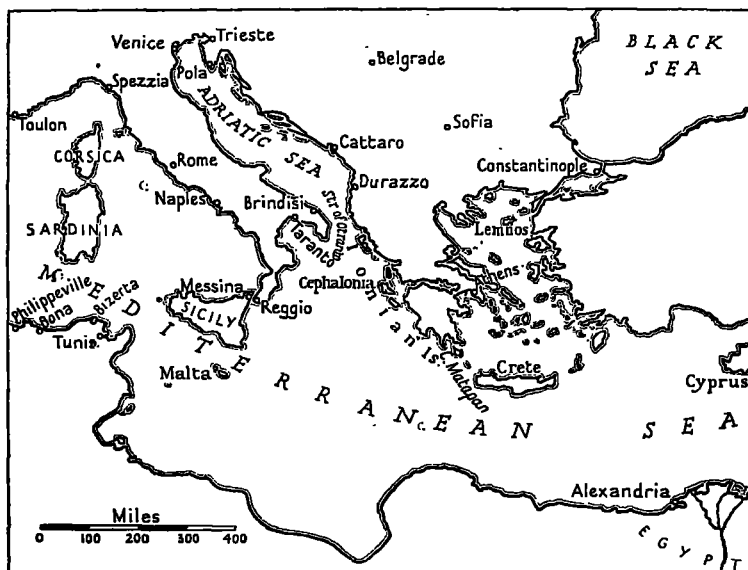 Venice
Trieste
Pola
Spezzia
Belgrade
BLACK
SEA
Toulon
ADRIATIC SEA
Sofia
CORSICA
Rome
Cattaro
Constantinople
Naples
Durazzo
Brindisi
Str of Otranto
SARDINIA
Taranto
Lemnos
Messina
Cephalonia
Ionian Is.
Reggio
SICILY
Philippeville
Bona
Bizerta
Tunis
Malta
C. Matapan
Crete
Cyprus
MEDITERRANEAN SEA
Alexandria
EGYPT
Miles
0 100 200 300 400